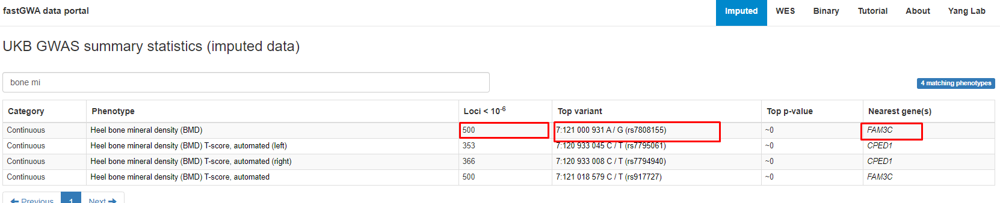 fastGWA data portal Imputed WES Binary Tutorial About Yang Lab
UKB GWAS summary statistics (imputed data)
bone mi 4 matching phenotypes
Category Phenotype Loci < 10-6 Top variant Top p-value Nearest gene(s)
Continuous Heel bone mineral density (BMD) 500 7:121 000 931 A / G (rs7808155) ~0 FAM3C
Continuous Heel bone mineral density (BMD) T-score, automated (left) 353 7:120 933 045 C / T (rs7795061) ~0 CPED1
Continuous Heel bone mineral density (BMD) T-score, automated (right) 366 7:120 933 008 C / T (rs7794940) ~0 CPED1
Continuous Heel bone mineral density (BMD) T-score, automated 500 7:121 018 579 C / T (rs917727) ~0 FAM3C
Previous 1 Next